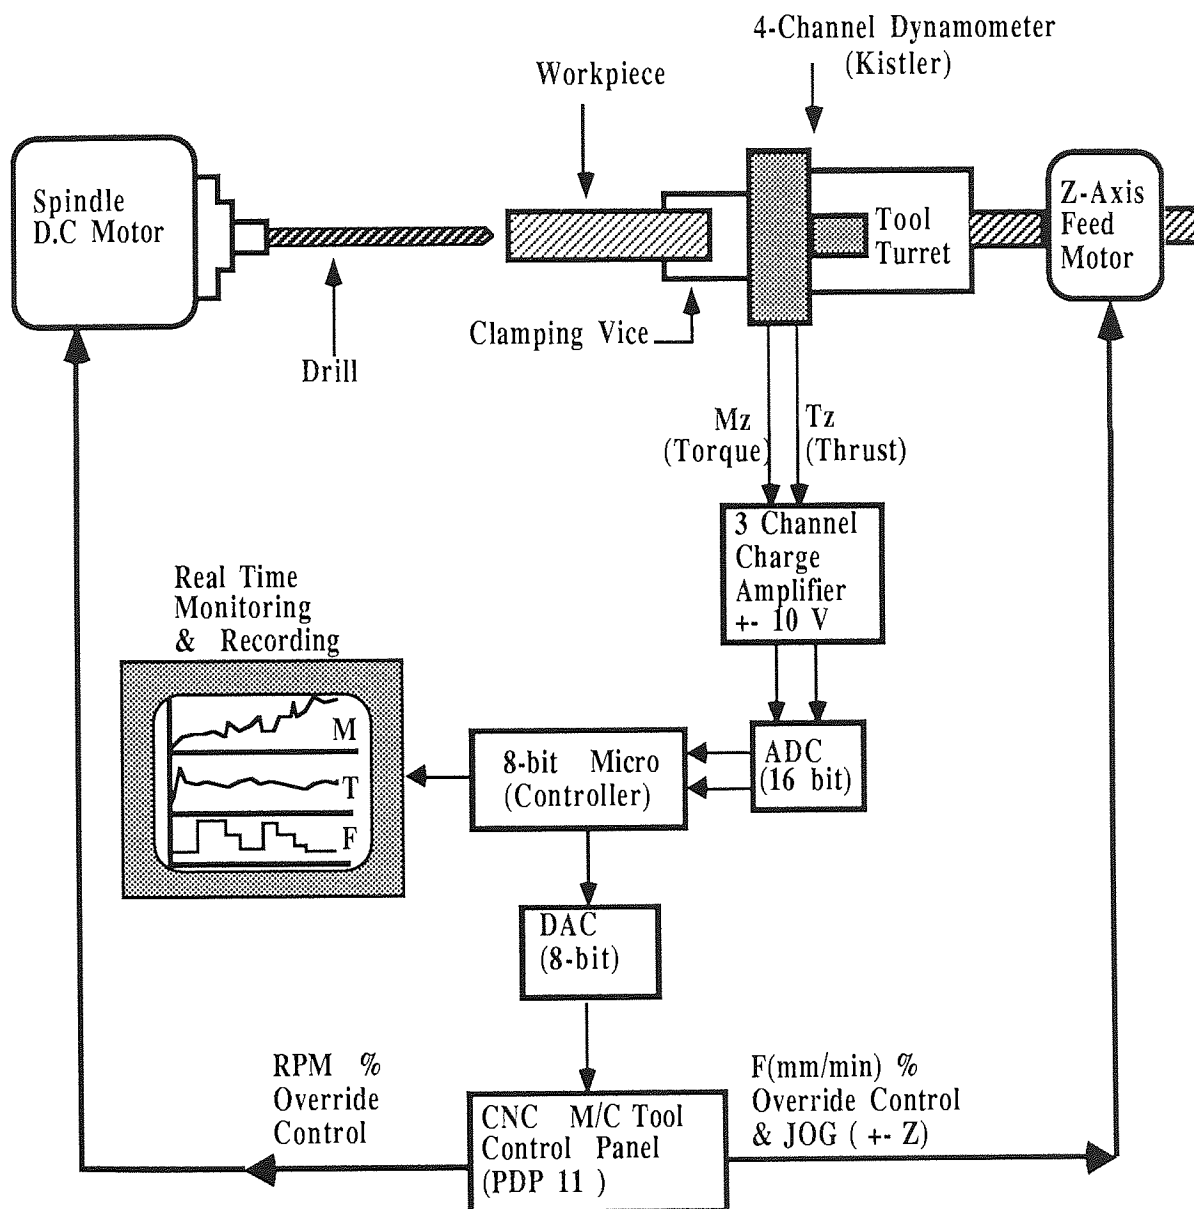 4-Channel Dynamometer
(Kistler)
Workpiece
Spindle
D.C Motor
Tool
Turret
Z-Axis
Feed
Motor
Clamping Vice
Drill
Mz
(Torque)
Tz
(Thrust)
3 Channel
Charge
Amplifier
+- 10 V
Real Time
Monitoring
& Recording
M
T
F
8-bit Micro
(Controller)
ADC
(16 bit)
DAC
(8-bit)
RPM %
Override
Control
CNC M/C Tool
Control Panel
(PDP 11 )
F(mm/min) %
Override Control
& JOG ( +- Z)